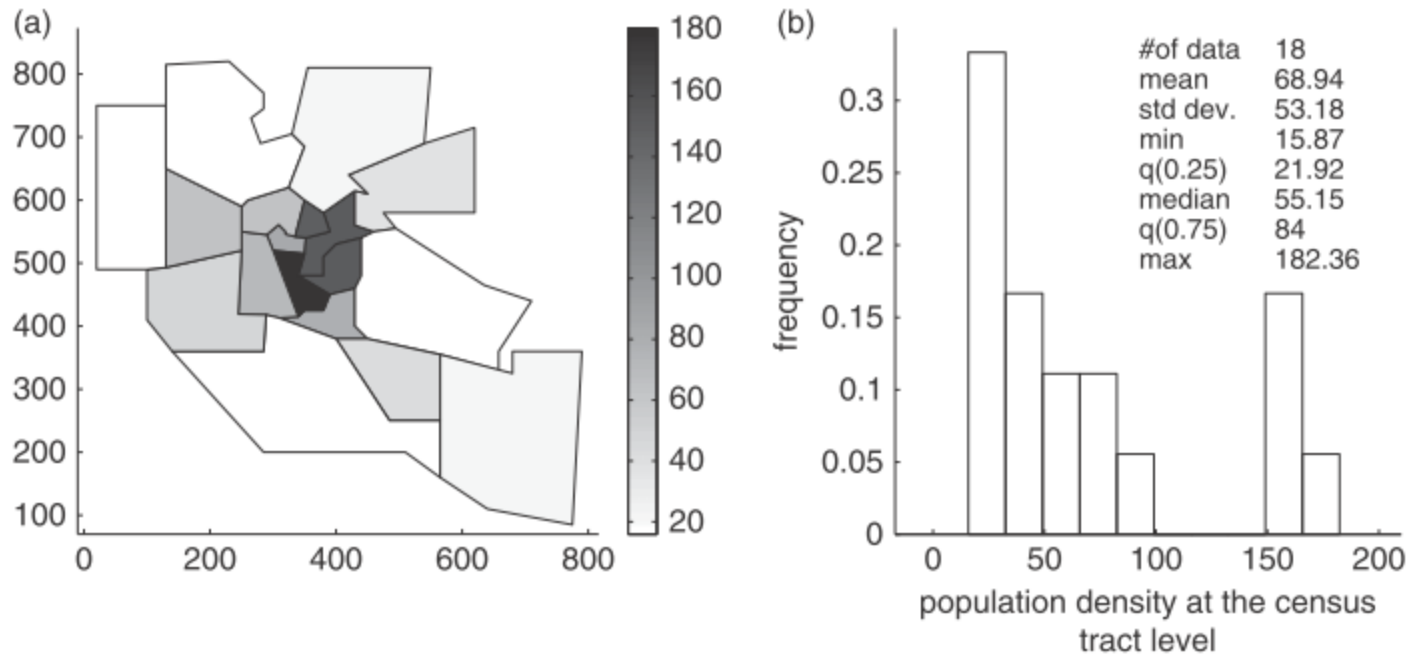 (a)
800
700
600
500
400
300
200
100
0 200 400 600 800
180
160
140
120
100
80
60
40
20
(b)
#of data 18
mean 68.94
std dev. 53.18
min 15.87
q(0.25) 21.92
median 55.15
q(0.75) 84
max 182.36
frequency
0.3
0.25
0.2
0.15
0.1
0.05
0
0 50 100 150 200
population density at the census
tract level